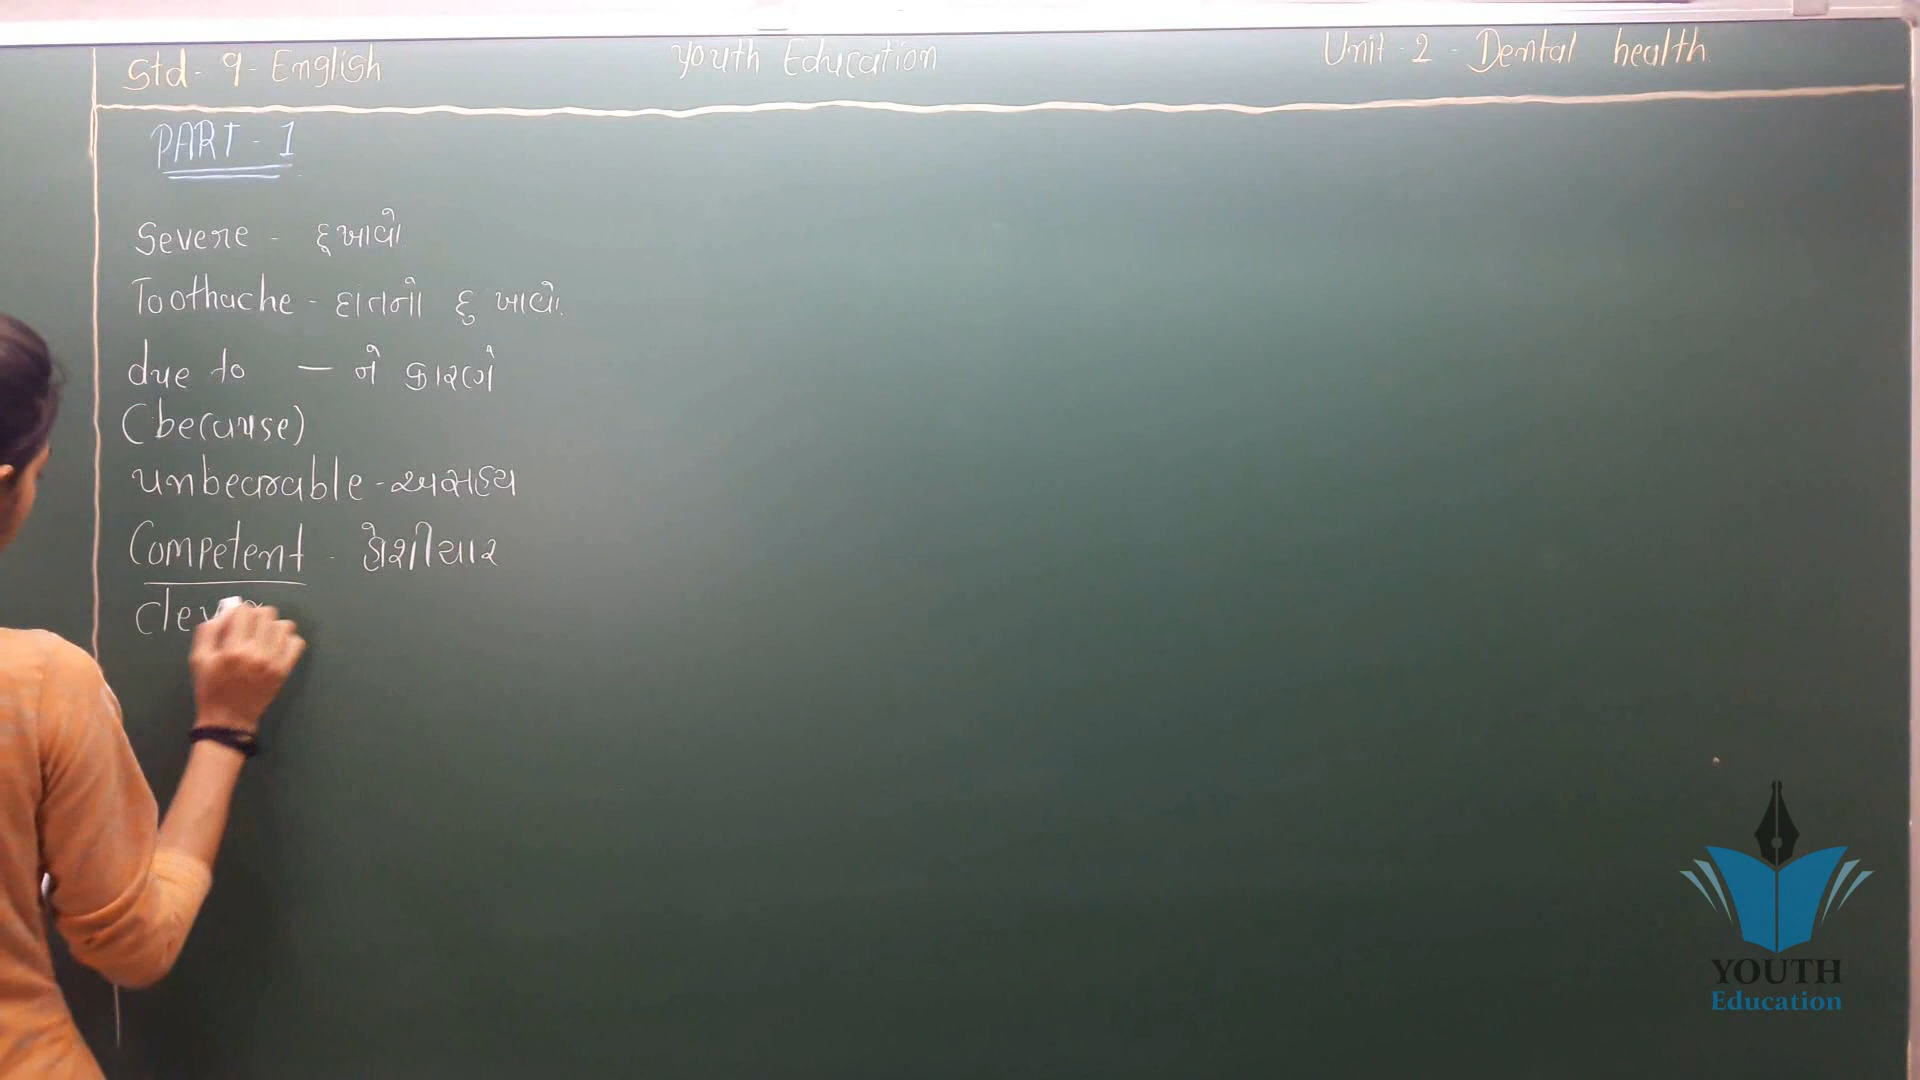 Std - 9 - English
Youth Education
Unit - 2 - Dental health
PART - 1
Severe - દૂખાવો
Toothache - દાતનો દુ ખાવો.
due to — ને કારણે
(because)
unbearable - અસહય
Competent - હોશીયાર
YOUTH
Education